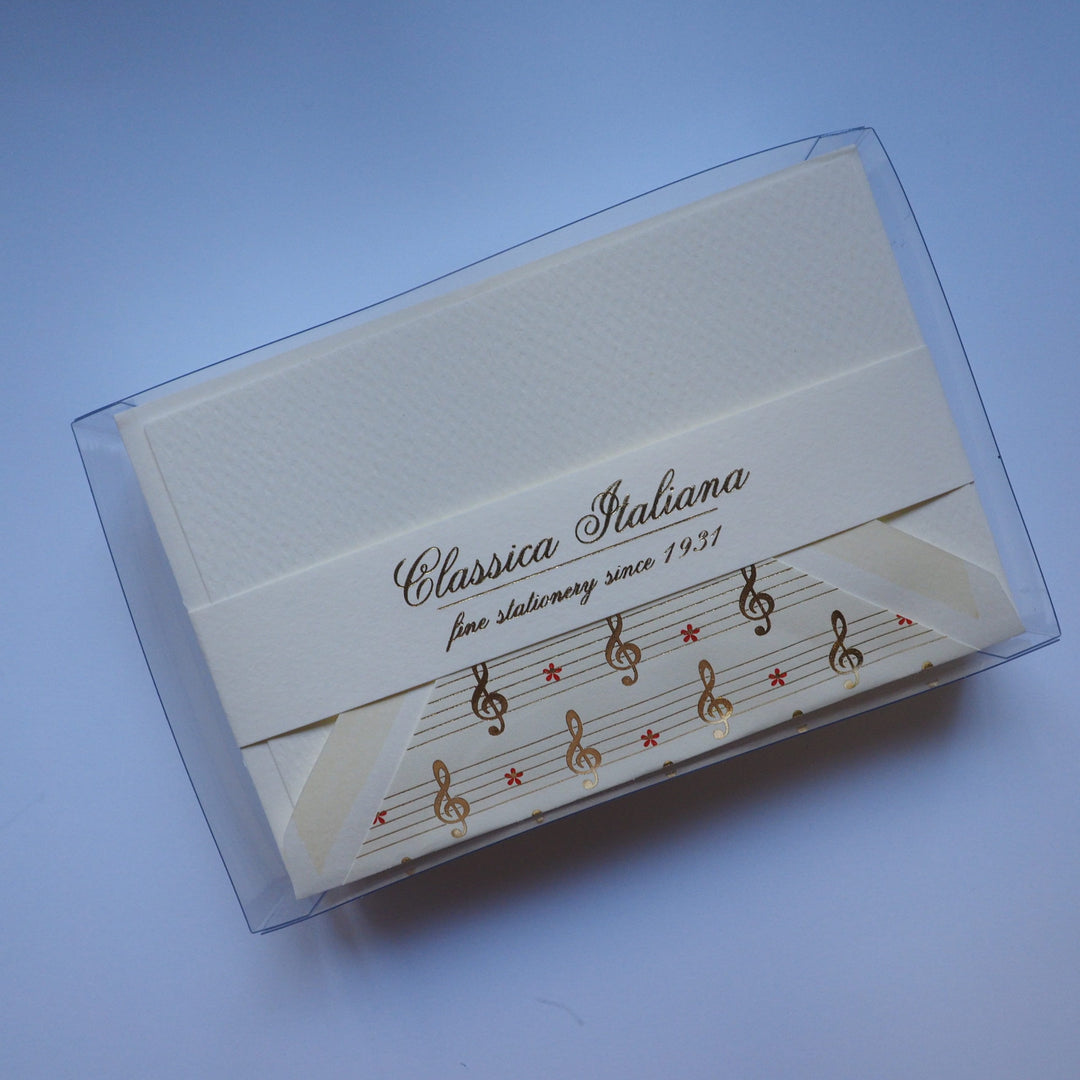 Classica Italiana
fine stationery since 1931